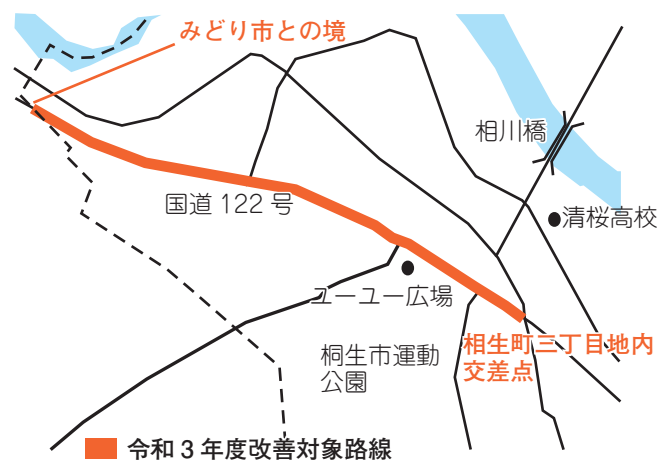 みどり市との境
相川橋
国道 122 号
清桜高校
ユーユー広場
桐生市運動
公園
相生町三丁目地内
交差点
令和 3 年度改善対象路線